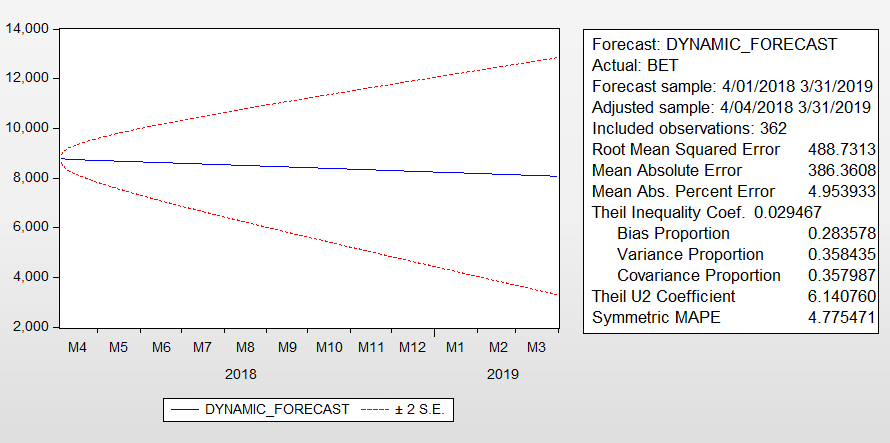 14,000
12,000
10,000
8,000
6,000
4,000
2,000
M4 M5 M6 M7 M8 M9 M10 M11 M12 M1 M2 M3
2018 2019
DYNAMIC_FORECAST ± 2 S.E.
Forecast: DYNAMIC_FORECAST
Actual: BET
Forecast sample: 4/01/2018 3/31/2019
Adjusted sample: 4/04/2018 3/31/2019
Included observations: 362
Root Mean Squared Error 488.7313
Mean Absolute Error 386.3608
Mean Abs. Percent Error 4.953933
Theil Inequality Coef. 0.029467
Bias Proportion 0.283578
Variance Proportion 0.358435
Covariance Proportion 0.357987
Theil U2 Coefficient 6.140760
Symmetric MAPE 4.775471